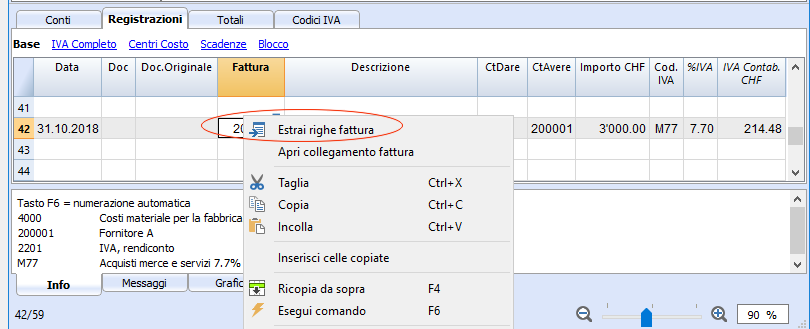 Conti Registrazioni Totali Codici IVA
Base IVA Completo Centri Costo Scadenze Blocco
Data Doc Doc.Originale Fattura Descrizione CtDare CtAvere Importo CHF Cod. IVA %IVA IVA Contab. CHF
41
42 31.10.2018 20 200001 3'000.00 M77 7.70 214.48
43
44
Estrai righe fattura
Apri collegamento fattura
Taglia Ctrl+X
Copia Ctrl+C
Incolla Ctrl+V
Inserisci celle copiate
Ricopia da sopra F4
Esegui comando F6
Tasto F6 = numerazione automatica
4000 Costi materiale per la fabbrica
200001 Fornitore A
2201 IVA, rendiconto
M77 Acquisti merce e servizi 7.7%
Info Messaggi Grafic
42/59 90 %